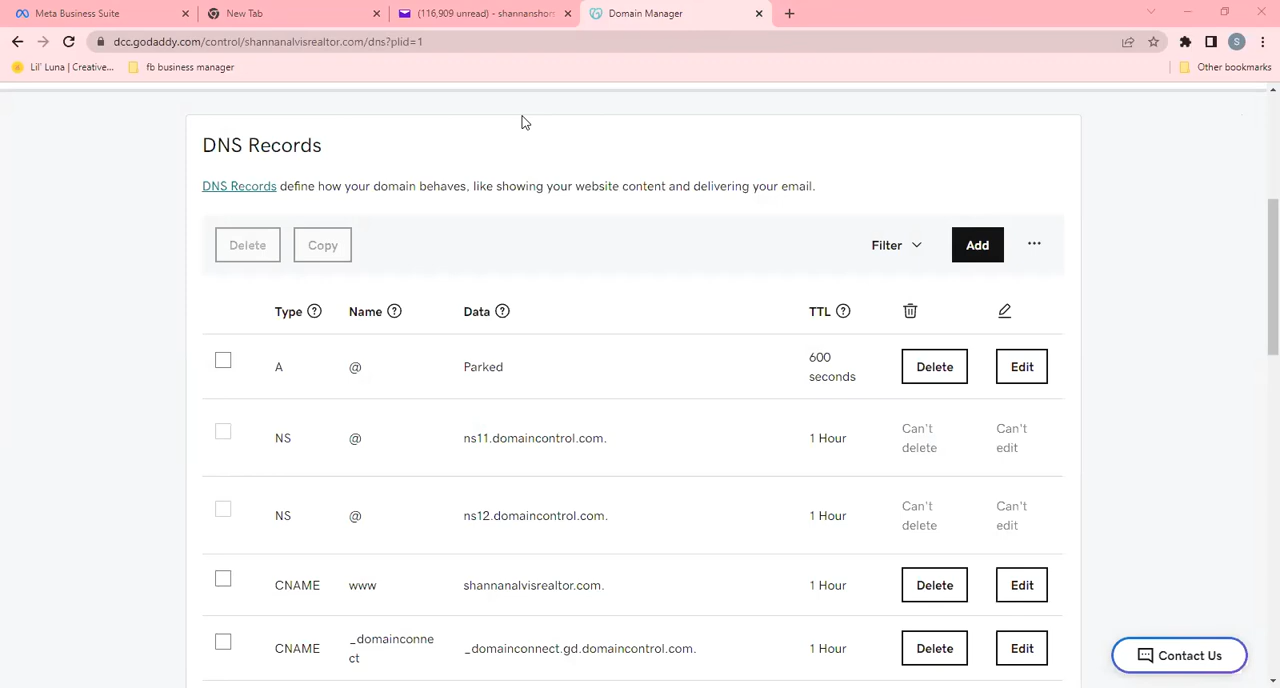 Meta Business Suite
New Tab
(116,909 unread) - shannanshors
Domain Manager
dcc.godaddy.com/control/shannanalvisrealtor.com/dns?plid=1
S
Lil' Luna | Creative...
fb business manager
Other bookmarks
DNS Records
DNS Records define how your domain behaves, like showing your website content and delivering your email.
Delete
Copy
Filter
Add
Type ? Name ? Data ? TTL ?
A @ Parked 600 seconds Delete Edit
NS @ ns11.domaincontrol.com. 1 Hour Can't delete Can't edit
NS @ ns12.domaincontrol.com. 1 Hour Can't delete Can't edit
CNAME www shannanalvisrealtor.com. 1 Hour Delete Edit
CNAME _domainconnect _domainconnect.gd.domaincontrol.com. 1 Hour Delete Edit
Contact Us